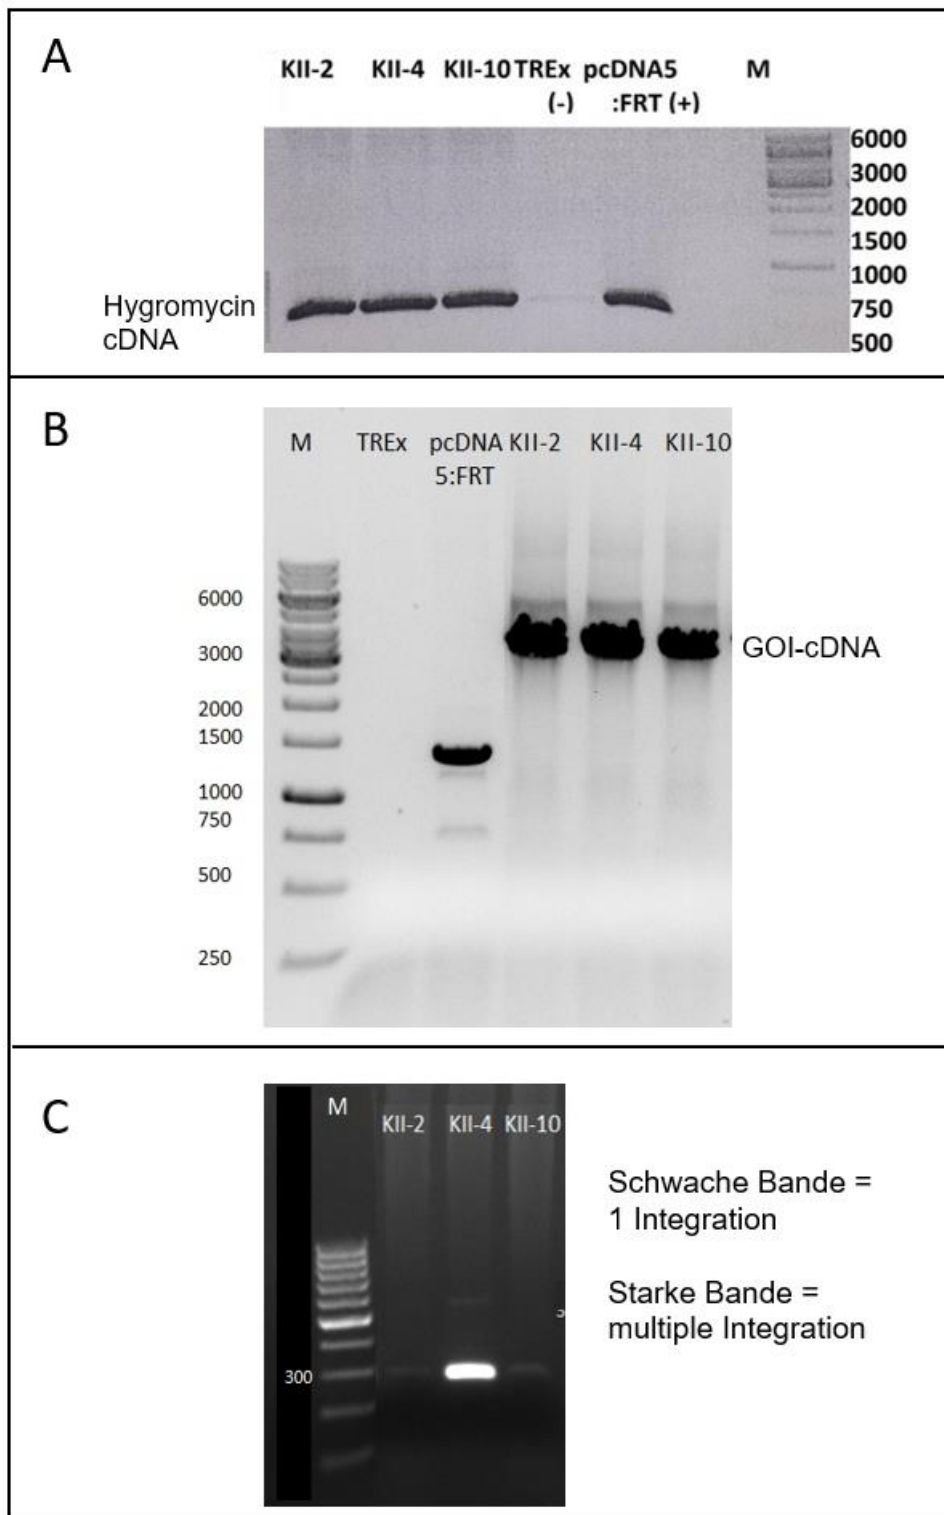 A
KII-2 KII-4 KII-10 TREx pcDNA5 M
(-) :FRT (+)
6000
3000
2000
1500
1000
750
500
Hygromycin
cDNA
B
M TREx pcDNA KII-2 KII-4 KII-10
5:FRT
6000
3000
2000
1500
1000
750
500
250
GOI-cDNA
C
M
KII-2 KII-4 KII-10
300
Schwache Bande =
1 Integration
Starke Bande =
multiple Integration